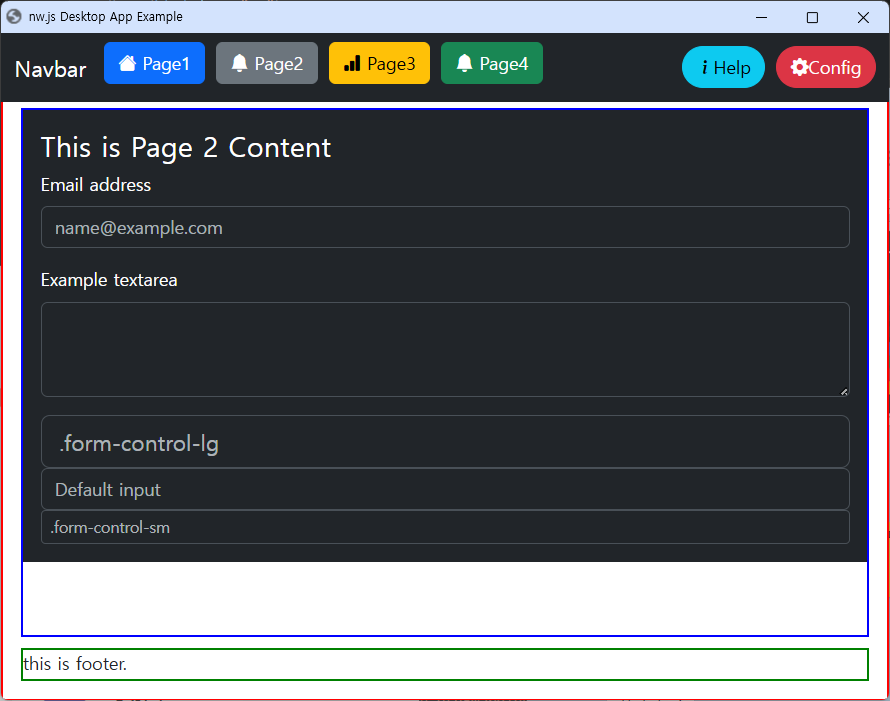 nw.js Desktop App Example
Navbar Page1 Page2 Page3 Page4 i Help Config
This is Page 2 Content
Email address
name@example.com
Example textarea
.form-control-lg
Default input
.form-control-sm
this is footer.